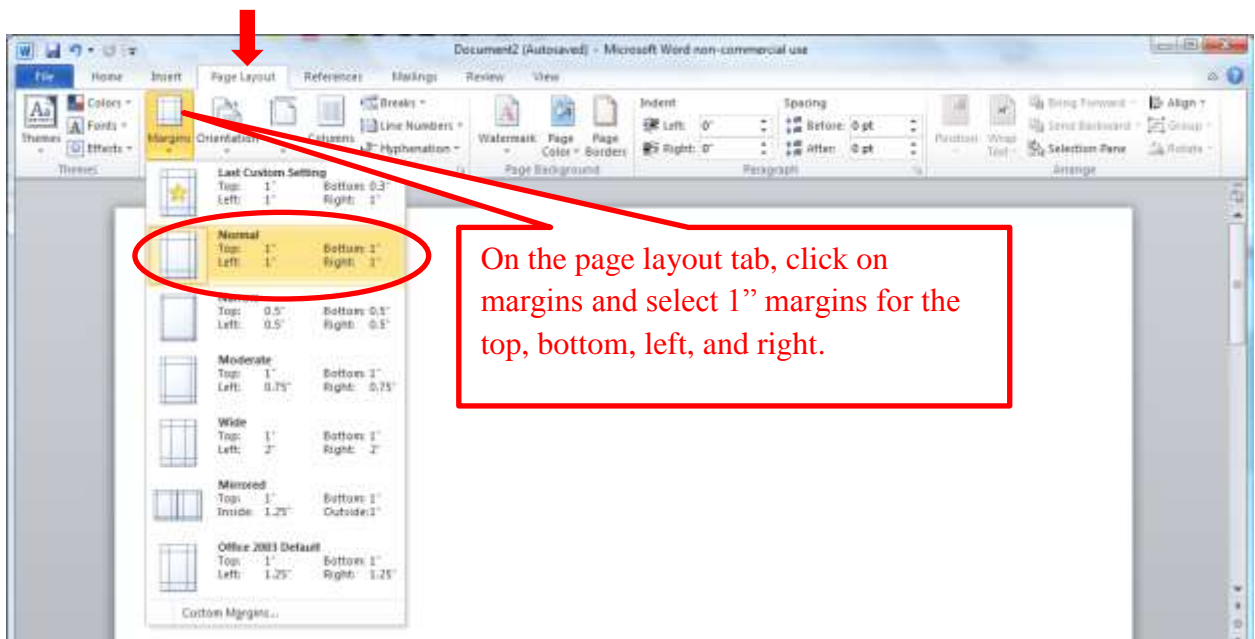 Document2 (Autosaved) - Microsoft Word non-commercial use
File Home Insert Page Layout References Mailings Review View
Colors
Fonts
Effects
Themes
Margins
Orientation
Columns
Breaks
Line Numbers
Hyphenation
Watermark
Page Color
Page Borders
Page Background
Indent
Left: 0"
Right: 0"
Spacing
Before: 0 pt
After: 0 pt
Paragraph
Position
Wrap Text
Bring Forward
Send Backward
Selection Pane
Align
Group
Rotate
Arrange
Themes
Last Custom Setting
Top: 1" Bottom: 0.3"
Left: 1" Right: 1"
Normal
Top: 1" Bottom: 1"
Left: 1" Right: 1"
Top: 0.5" Bottom: 0.5"
Left: 0.5" Right: 0.5"
Moderate
Top: 1" Bottom: 1"
Left: 0.75" Right: 0.75"
Wide
Top: 1" Bottom: 1"
Left: 2" Right: 2"
Mirrored
Top: 1" Bottom: 1"
Inside: 1.25" Outside: 1"
Office 2003 Default
Top: 1" Bottom: 1"
Left: 1.25" Right: 1.25"
Custom Margins...
On the page layout tab, click on
margins and select 1” margins for the
top, bottom, left, and right.